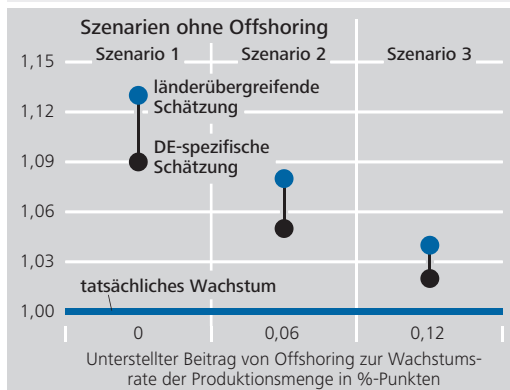 Szenarien ohne Offshoring
Szenario 1 Szenario 2 Szenario 3
1,15
länderübergreifende
Schätzung
1,12
DE-spezifische
Schätzung
1,09
1,06
1,03
tatsächliches Wachstum
1,00
0 0,06 0,12
Unterstellter Beitrag von Offshoring zur Wachstums-
rate der Produktionsmenge in %-Punkten